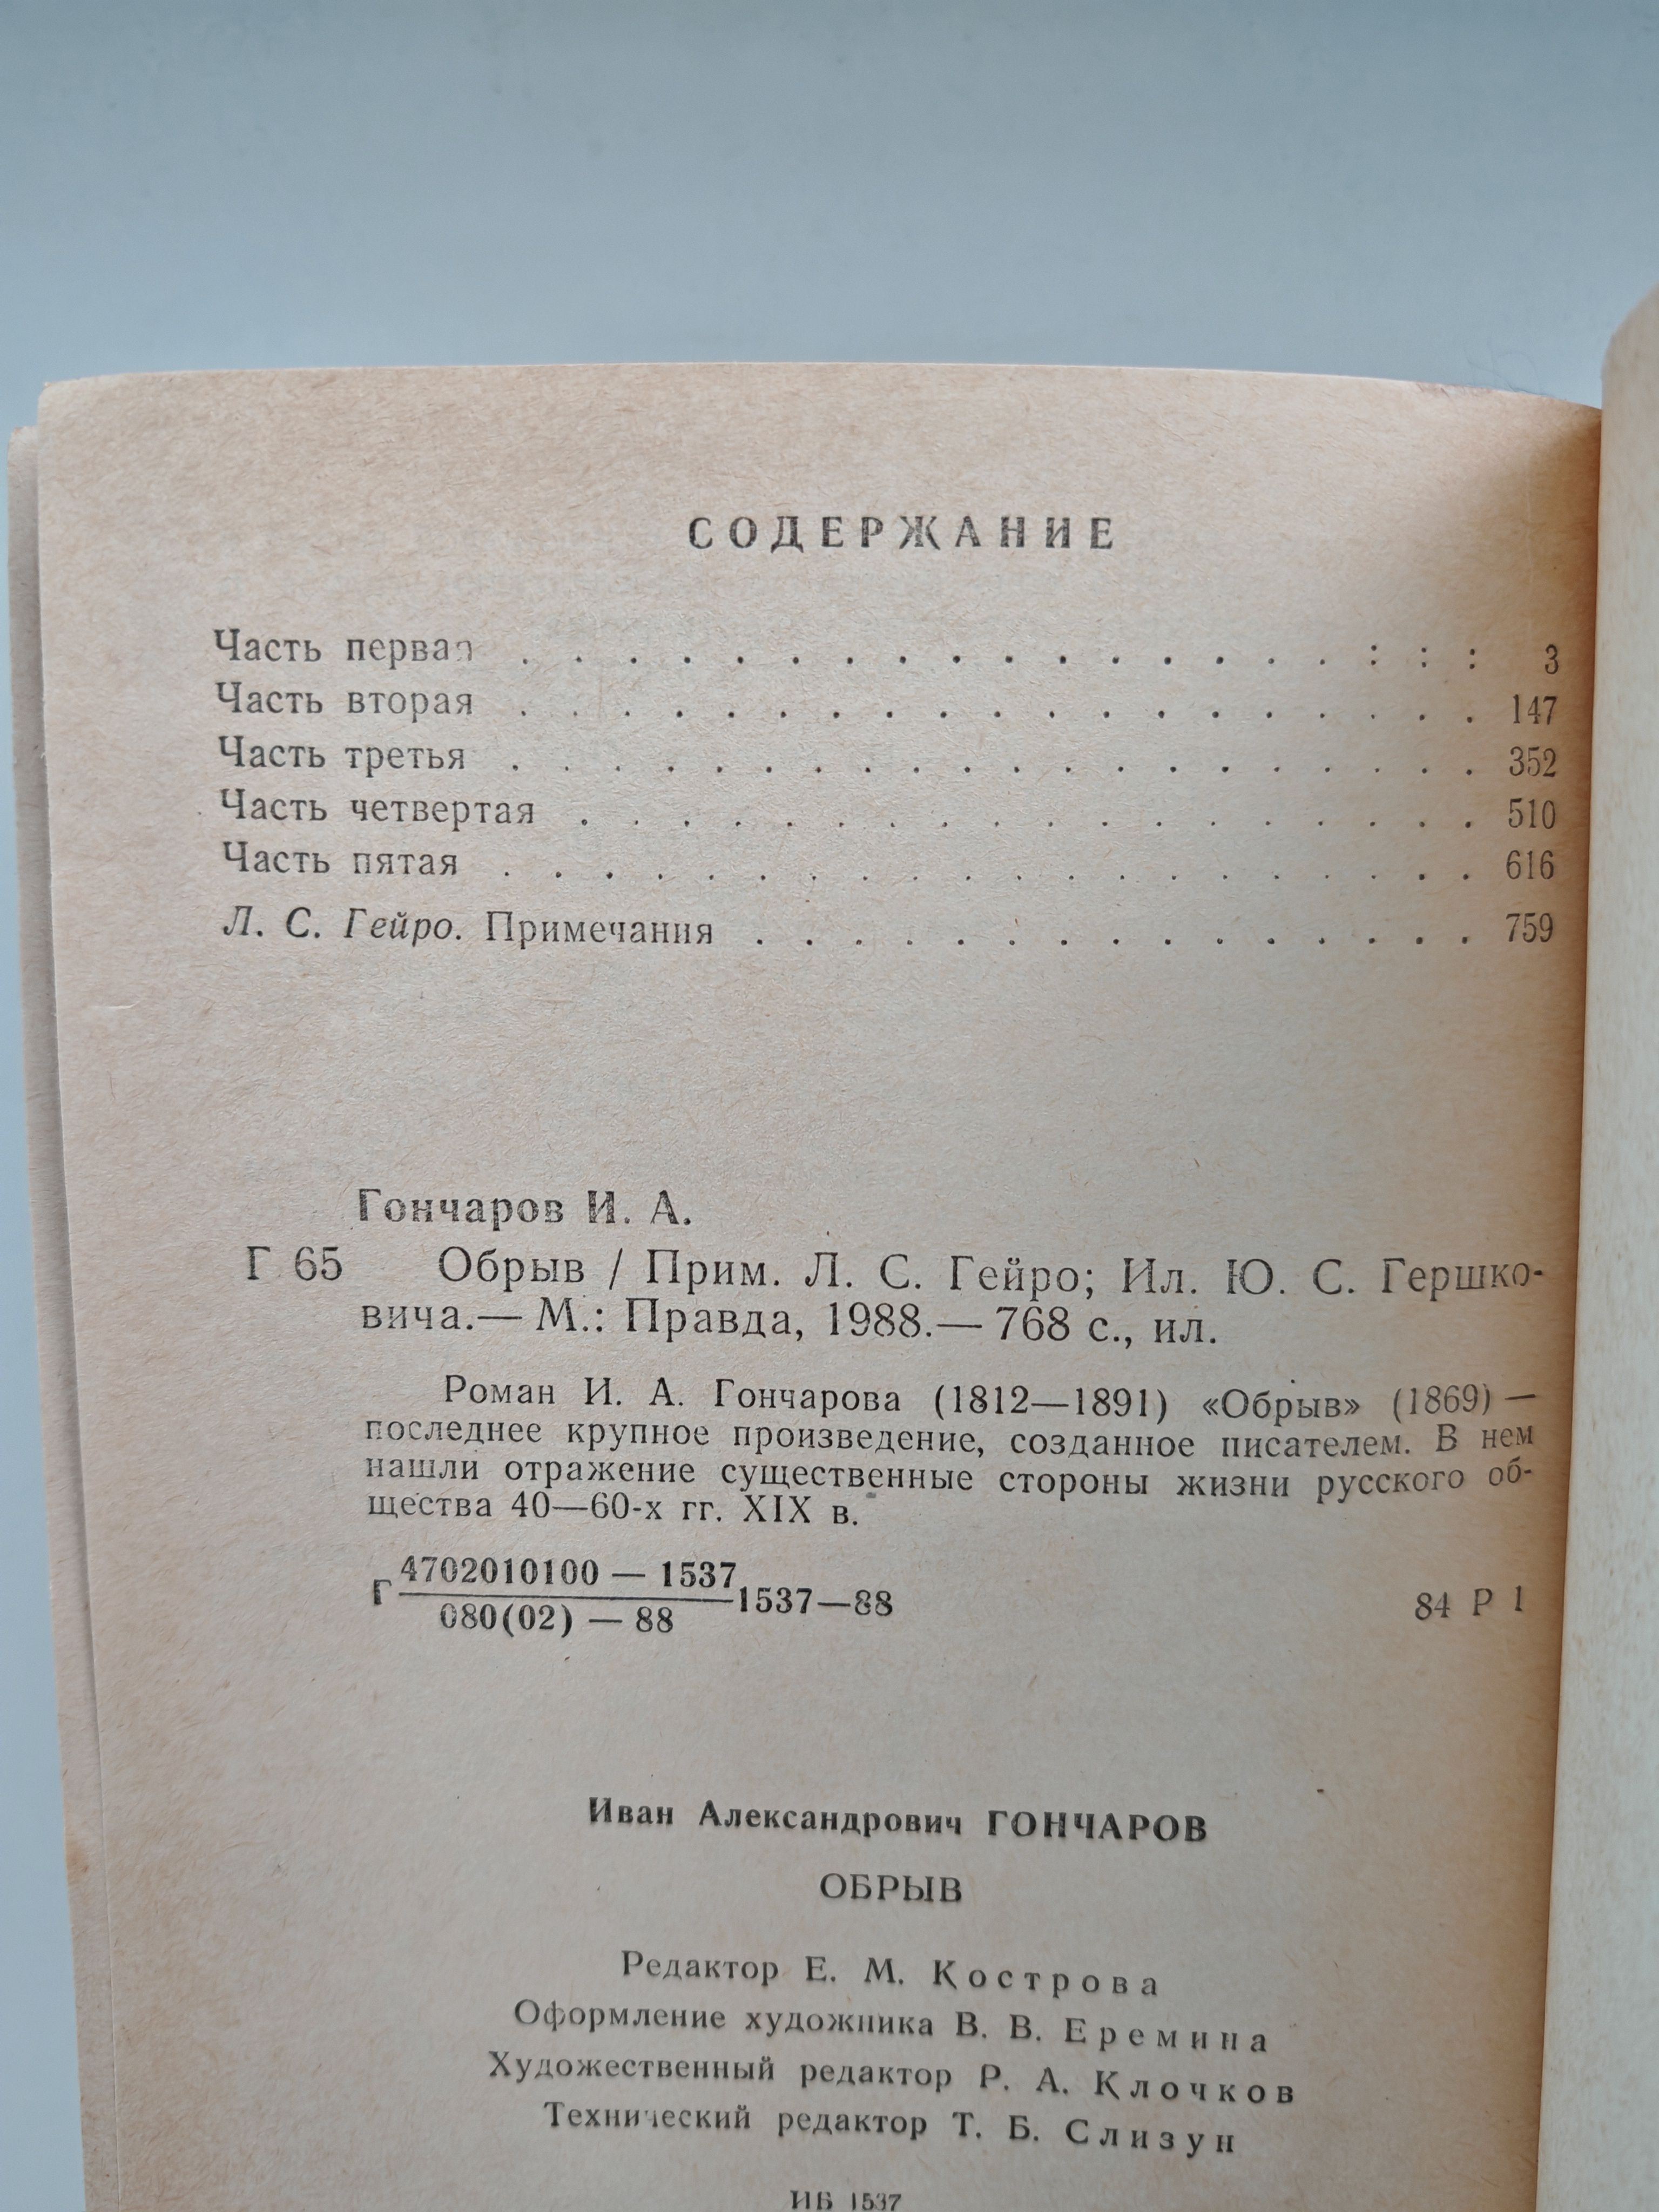 СОДЕРЖАНИЕ
Часть первая . . . . . . . . . . . . . . . . : : : 3
Часть вторая . . . . . . . . . . . . . . . . . . . 147
Часть третья . . . . . . . . . . . . . . . . . . . 352
Часть четвертая . . . . . . . . . . . . . . . . . . 510
Часть пятая . . . . . . . . . . . . . . . . . . . . 616
Л. С. Гейро. Примечания . . . . . . . . . . . . . . . 759
Гончаров И. А.
Г 65 Обрыв / Прим. Л. С. Гейро; Ил. Ю. С. Гершко-
вича.— М.: Правда, 1988.— 768 с., ил.
Роман И. А. Гончарова (1812—1891) «Обрыв» (1869) —
последнее крупное произведение, созданное писателем. В нем
нашли отражение существенные стороны жизни русского об-
щества 40—60-х гг. XIX в.
4702010100 — 1537
Г 1537—88 84 Р 1
080(02) — 88
Иван Александрович ГОНЧАРОВ
ОБРЫВ
Редактор Е. М. Кострова
Оформление художника В. В. Еремина
Художественный редактор Р. А. Клочков
Технический редактор Т. Б. Слизун
ИБ 1537